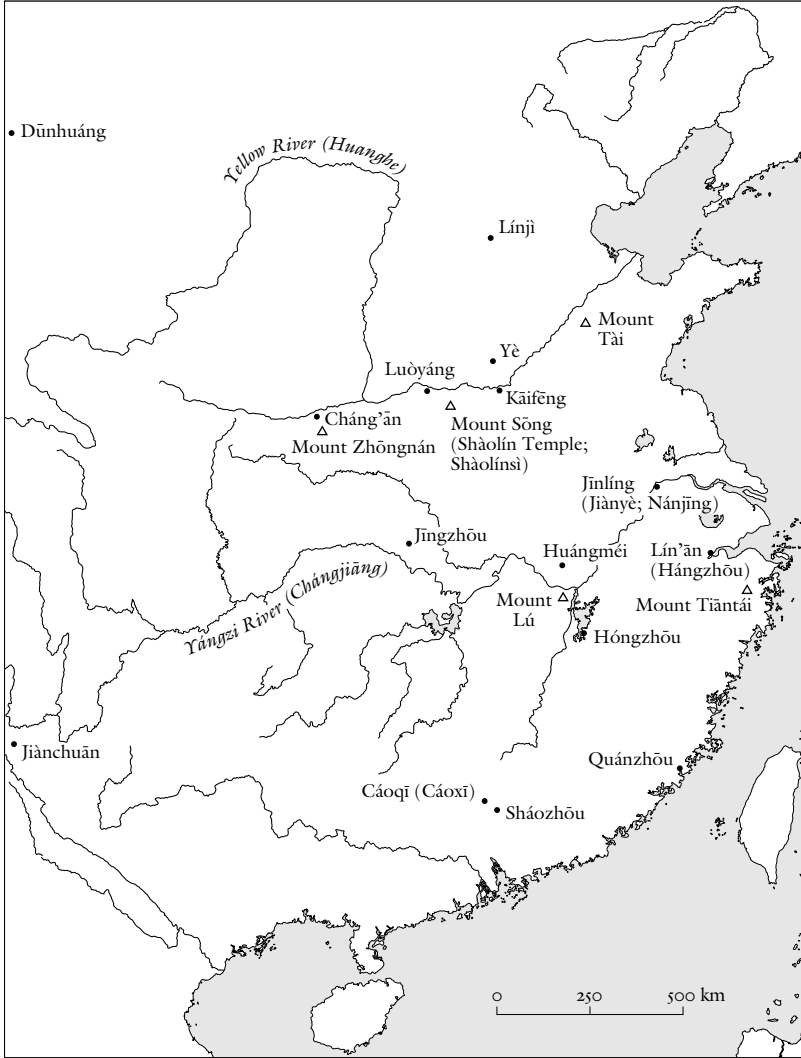 Dūnhuáng
Yellow River (Huanghe)
Línjì
Mount
Tài
Yè
Luòyáng
Kāifēng
Cháng’ān
Mount Sōng
(Shàolín Temple;
Shàolínsì)
Mount Zhōngnán
Jīnlíng
(Jiànyè; Nánjīng)
Jīngzhōu
Huángméi
Lín’ān
(Hángzhōu)
Yángzi River (Chángjiāng)
Mount
Lú
Mount Tiāntái
Hóngzhōu
Jiànchuān
Quánzhōu
Cáoqī (Cáoxī)
Sháozhōu
0 250 500 km